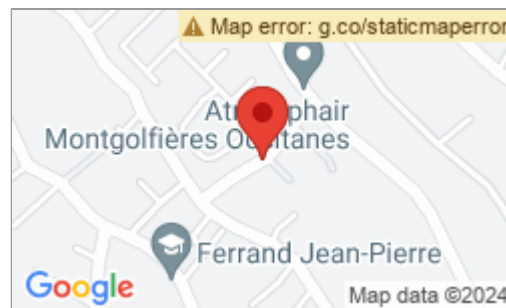 Map error: g.co/staticmaperror
Montgolfières
Ferrand Jean-Pierre
Google
Map data ©2024